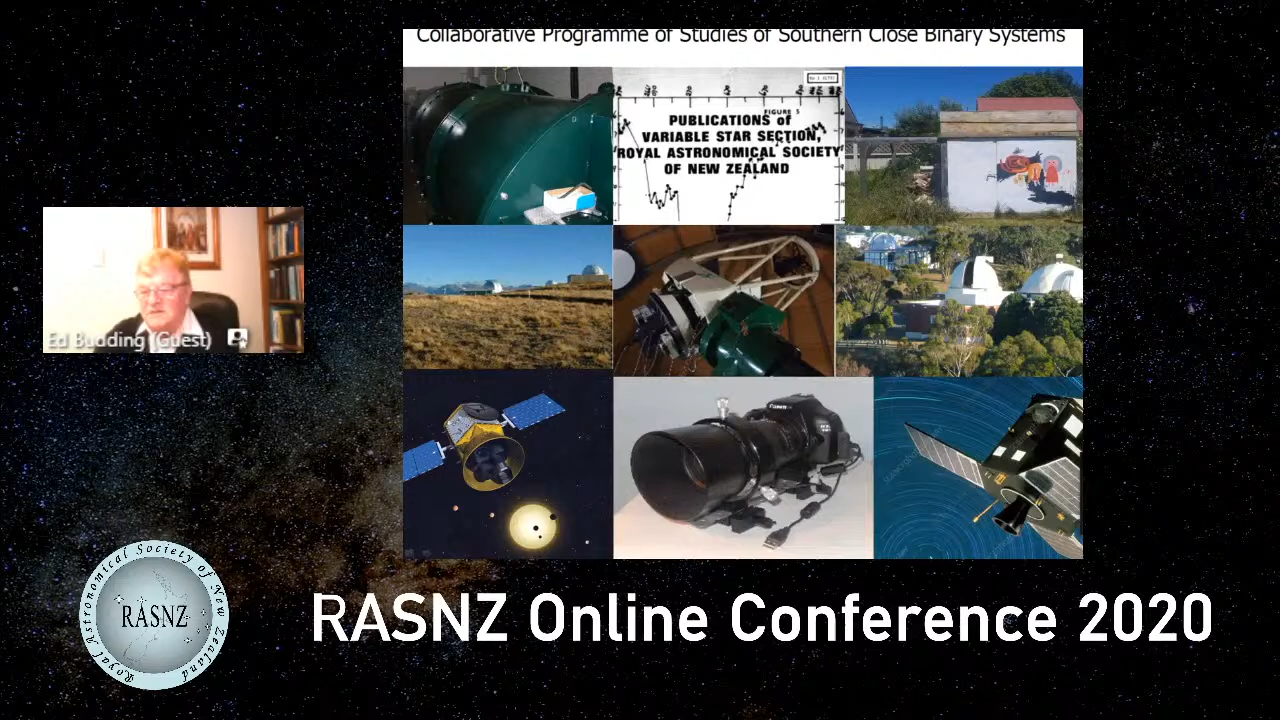 Collaborative Programme of Studies of Southern Close Binary Systems
FIGURE 5
PUBLICATIONS of
VARIABLE STAR SECTION,
ROYAL ASTRONOMICAL SOCIETY
OF NEW ZEALAND
Ed Budding (Guest)
Canon
Royal Astronomical Society of New Zealand
RASNZ
RASNZ Online Conference 2020